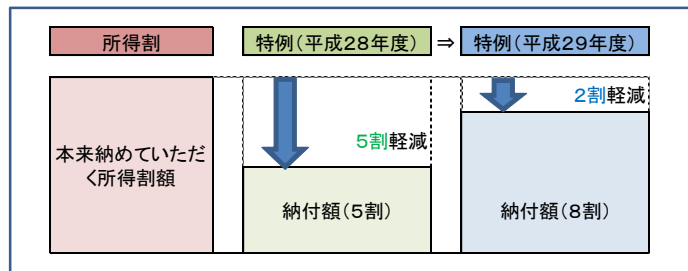 所得割
特例(平成28年度) ⇒ 特例(平成29年度)
2割軽減
5割軽減
本来納めていただ
く所得割額
納付額(5割)
納付額(8割)